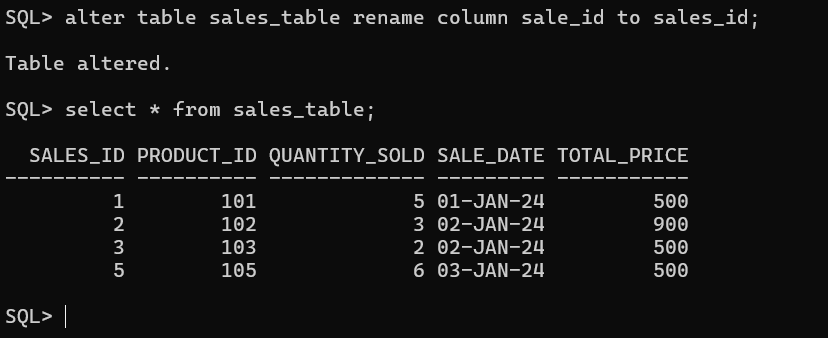 SQL> alter table sales_table rename column sale_id to sales_id;
Table altered.
SQL> select * from sales_table;
  SALES_ID PRODUCT_ID QUANTITY_SOLD SALE_DATE TOTAL_PRICE
---------- ---------- ------------- --------- -----------
         1        101             5 01-JAN-24         500
         2        102             3 02-JAN-24         900
         3        103             2 02-JAN-24         500
         5        105             6 03-JAN-24         500
SQL>